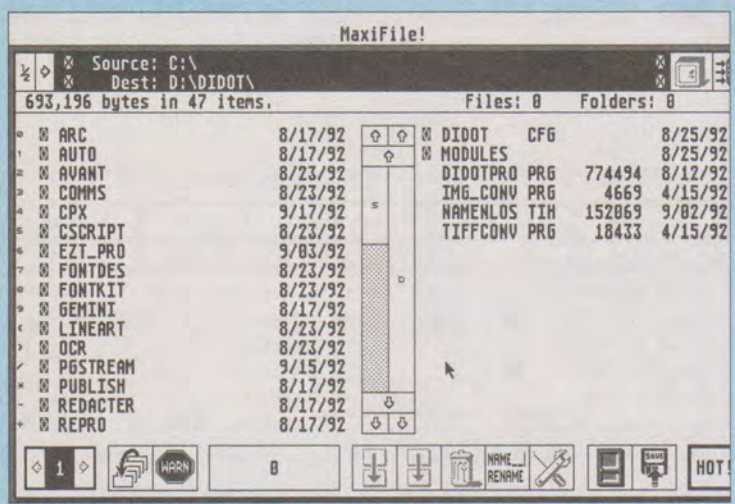 MaxiFile!
Source: C:\
Dest: D:\DIDOT\
693,196 bytes in 47 items. Files: 0 Folders: 0
ARC 8/17/92
AUTO 8/17/92
AVANT 8/23/92
COMMS 8/23/92
CPX 9/17/92
CSCRIPT 8/23/92
EZT_PRO 9/03/92
FONTDES 8/23/92
FONTKIT 8/23/92
GEMINI 8/17/92
LINEART 8/23/92
OCR 8/23/92
PGSTREAM 9/15/92
PUBLISH 8/17/92
REDACTER 8/17/92
REPRO 8/17/92
S
D
DIDOT CFG 8/25/92
MODULES 8/25/92
DIDOTPRO PRG 774494 8/12/92
IMG_CONV PRG 4669 4/15/92
NAMENLOS TIH 152069 9/02/92
TIFFCONV PRG 18433 4/15/92
1 WARN 0 NAME__ RENAME SAVE HOT!